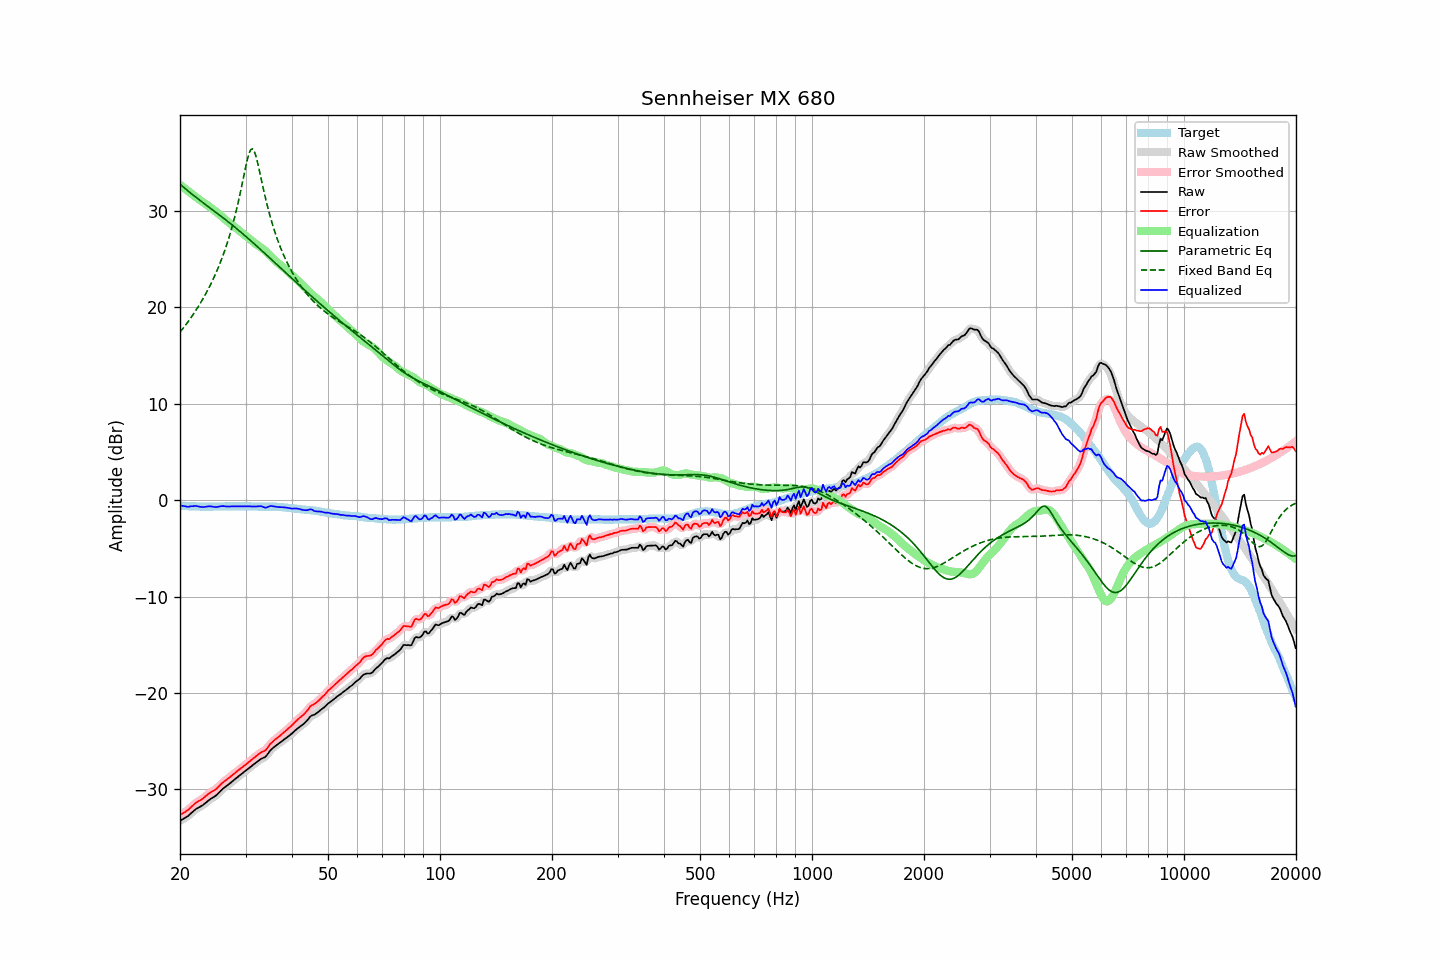 Sennheiser MX 680
Target
Raw Smoothed
Error Smoothed
Raw
Error
Equalization
Parametric Eq
Fixed Band Eq
Equalized
Amplitude (dBr)
30
20
10
0
−10
−20
−30
20 50 100 200 500 1000 2000 5000 10000 20000
Frequency (Hz)